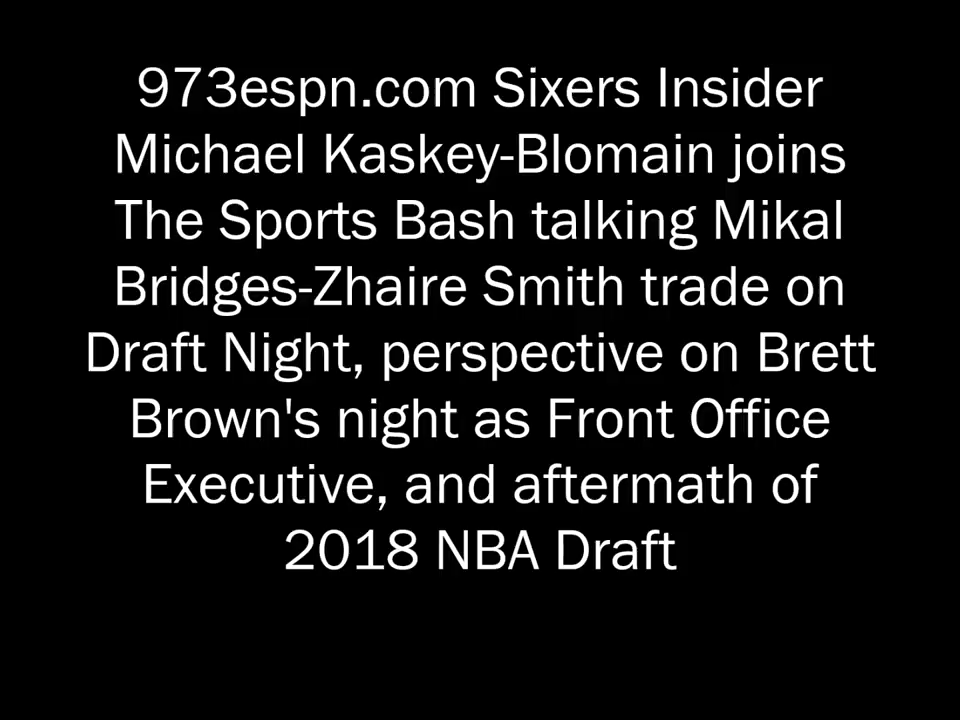 973espn.com Sixers Insider
Michael Kaskey-Blomain joins
The Sports Bash talking Mikal
Bridges-Zhaire Smith trade on
Draft Night, perspective on Brett
Brown's night as Front Office
Executive, and aftermath of
2018 NBA Draft